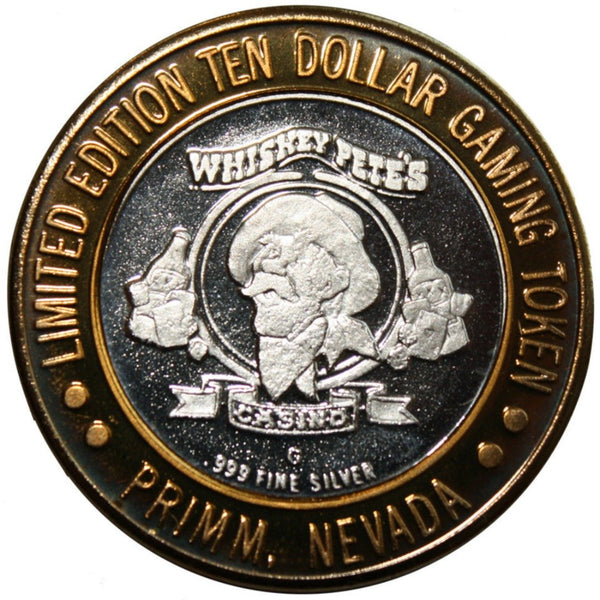 LIMITED EDITION TEN DOLLAR GAMING TOKEN
WHISKEY PETE'S
CASINO
G
.999 FINE SILVER
PRIMM, NEVADA